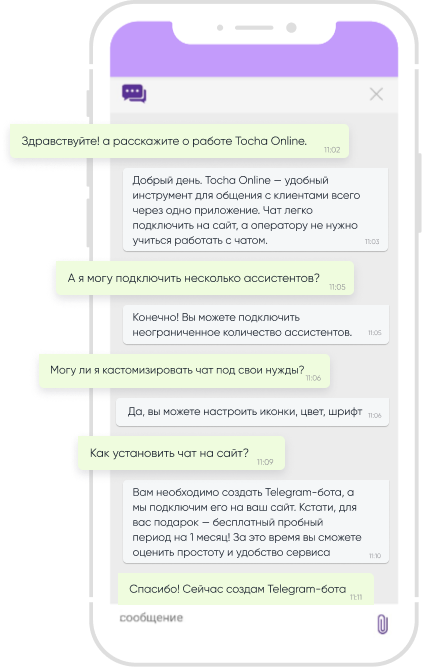 Здравствуйте! а расскажите о работе Tocha Online.
11:02
Добрый день. Tocha Online — удобный
инструмент для общения с клиентами всего
через одно приложение. Чат легко
подключить на сайт, а оператору не нужно
учиться работать с чатом.
11:03
А я могу подключить несколько ассистентов?
11:05
Конечно! Вы можете подключить
неограниченное количество ассистентов.
11:05
Могу ли я кастомизировать чат под свои нужды?
11:06
Да, вы можете настроить иконки, цвет, шрифт
11:06
Как установить чат на сайт?
11:09
Вам необходимо создать Telegram-бота, а
мы подключим его на ваш сайт. Кстати, для
вас подарок — бесплатный пробный
период на 1 месяц! За это время вы сможете
оценить простоту и удобство сервиса
11:10
Спасибо! Сейчас создам Telegram-бота
11:11
сообщение